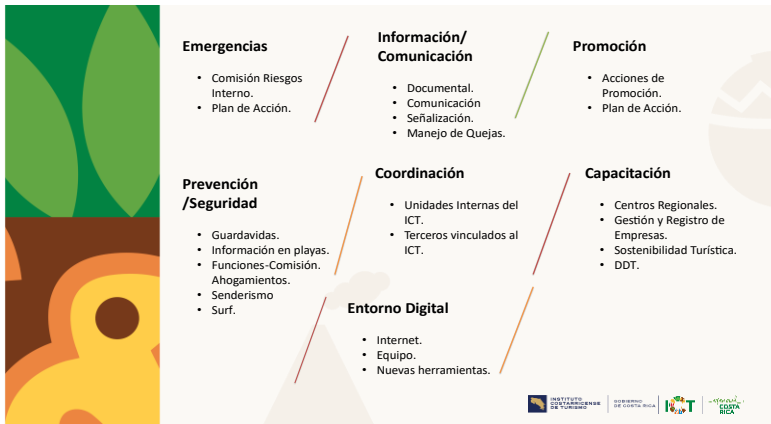 Emergencias
• Comisión Riesgos
Interno.
• Plan de Acción.
Información/
Comunicación
• Documental.
• Comunicación
• Señalización.
• Manejo de Quejas.
Promoción
• Acciones de
Promoción.
• Plan de Acción.
Prevención
/Seguridad
• Guardavidas.
• Información en playas.
• Funciones-Comisión.
Ahogamientos.
• Senderismo
• Surf.
Coordinación
• Unidades Internas del
ICT.
• Terceros vinculados al
ICT.
Capacitación
• Centros Regionales.
• Gestión y Registro de
Empresas.
• Sostenibilidad Turística.
• DDT.
Entorno Digital
• Internet.
• Equipo.
• Nuevas herramientas.
INSTITUTO
COSTARRICENSE
DE TURISMO
GOBIERNO
DE COSTA RICA
ICT
esencial
COSTA
RICA